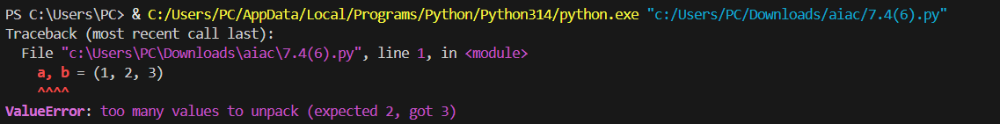 PS C:\Users\PC> & C:/Users/PC/AppData/Local/Programs/Python/Python314/python.exe "c:/Users/PC/Downloads/aiac/7.4(6).py"
Traceback (most recent call last):
  File "c:\Users\PC\Downloads\aiac\7.4(6).py", line 1, in <module>
    a, b = (1, 2, 3)
    ^^^^
ValueError: too many values to unpack (expected 2, got 3)